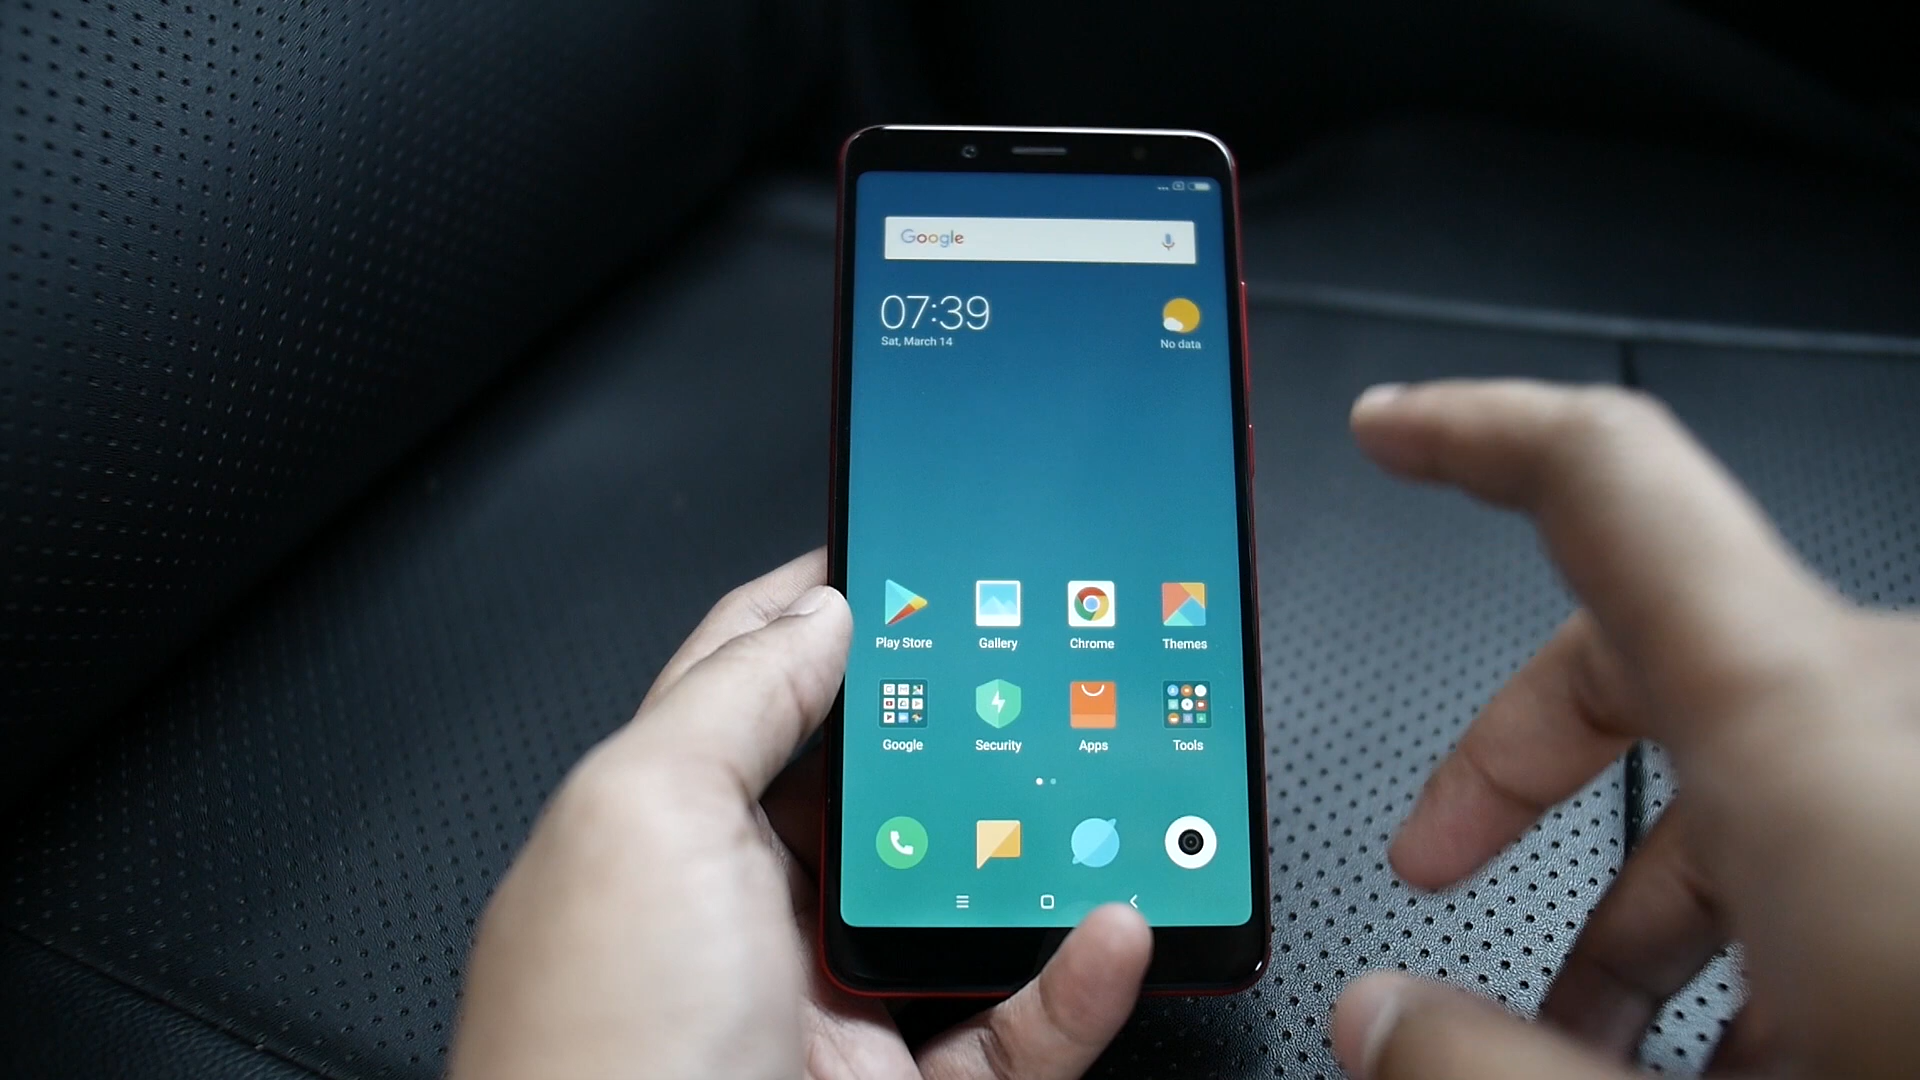 Google
07:39
Sat, March 14
No data
Play Store
Gallery
Chrome
Themes
Google
Security
Apps
Tools